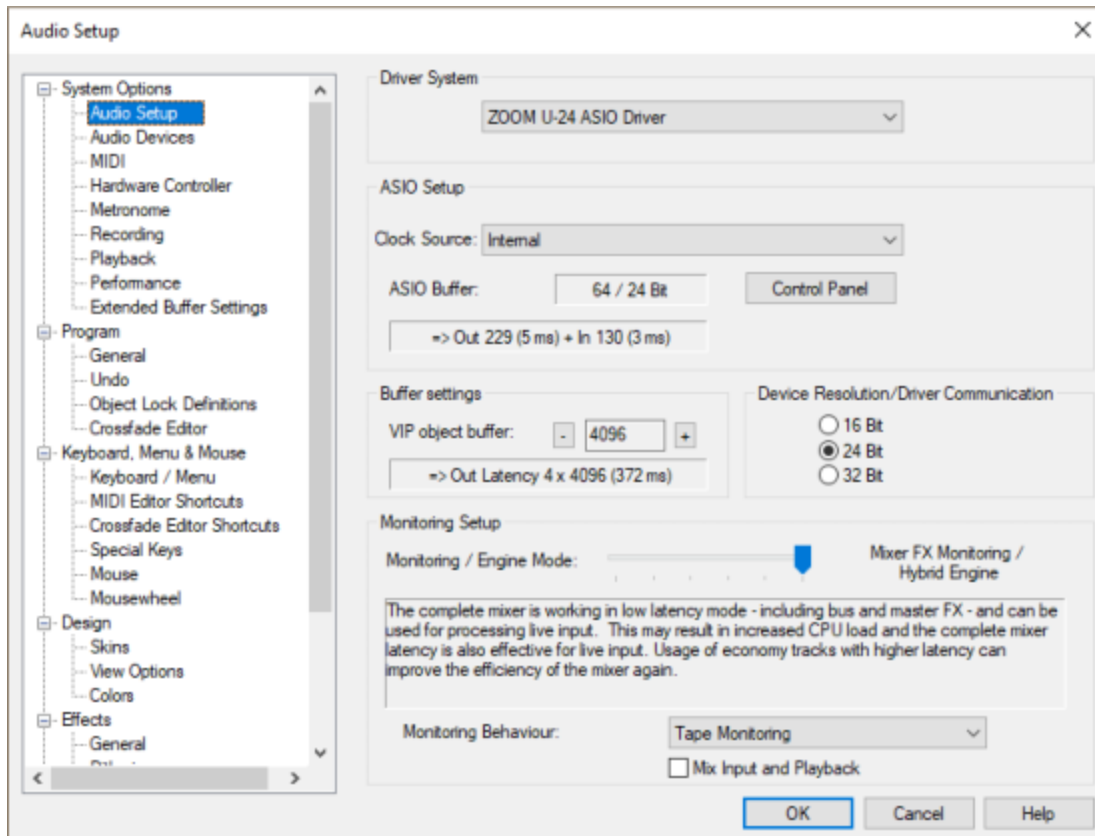 Audio Setup
System Options
Audio Setup
Audio Devices
MIDI
Hardware Controller
Metronome
Recording
Playback
Performance
Extended Buffer Settings
Program
General
Undo
Object Lock Definitions
Crossfade Editor
Keyboard, Menu & Mouse
Keyboard / Menu
MIDI Editor Shortcuts
Crossfade Editor Shortcuts
Special Keys
Mouse
Mousewheel
Design
Skins
View Options
Colors
Effects
General
Driver System
ZOOM U-24 ASIO Driver
ASIO Setup
Clock Source: Internal
ASIO Buffer: 64 / 24 Bit Control Panel
=> Out 229 (5 ms) + In 130 (3 ms)
Buffer settings
VIP object buffer: - 4096 +
=> Out Latency 4 x 4096 (372 ms)
Device Resolution/Driver Communication
16 Bit
24 Bit
32 Bit
Monitoring Setup
Monitoring / Engine Mode:
Mixer FX Monitoring /
Hybrid Engine
The complete mixer is working in low latency mode - including bus and master FX - and can be
used for processing live input. This may result in increased CPU load and the complete mixer
latency is also effective for live input. Usage of economy tracks with higher latency can
improve the efficiency of the mixer again.
Monitoring Behaviour: Tape Monitoring
Mix Input and Playback
OK Cancel Help